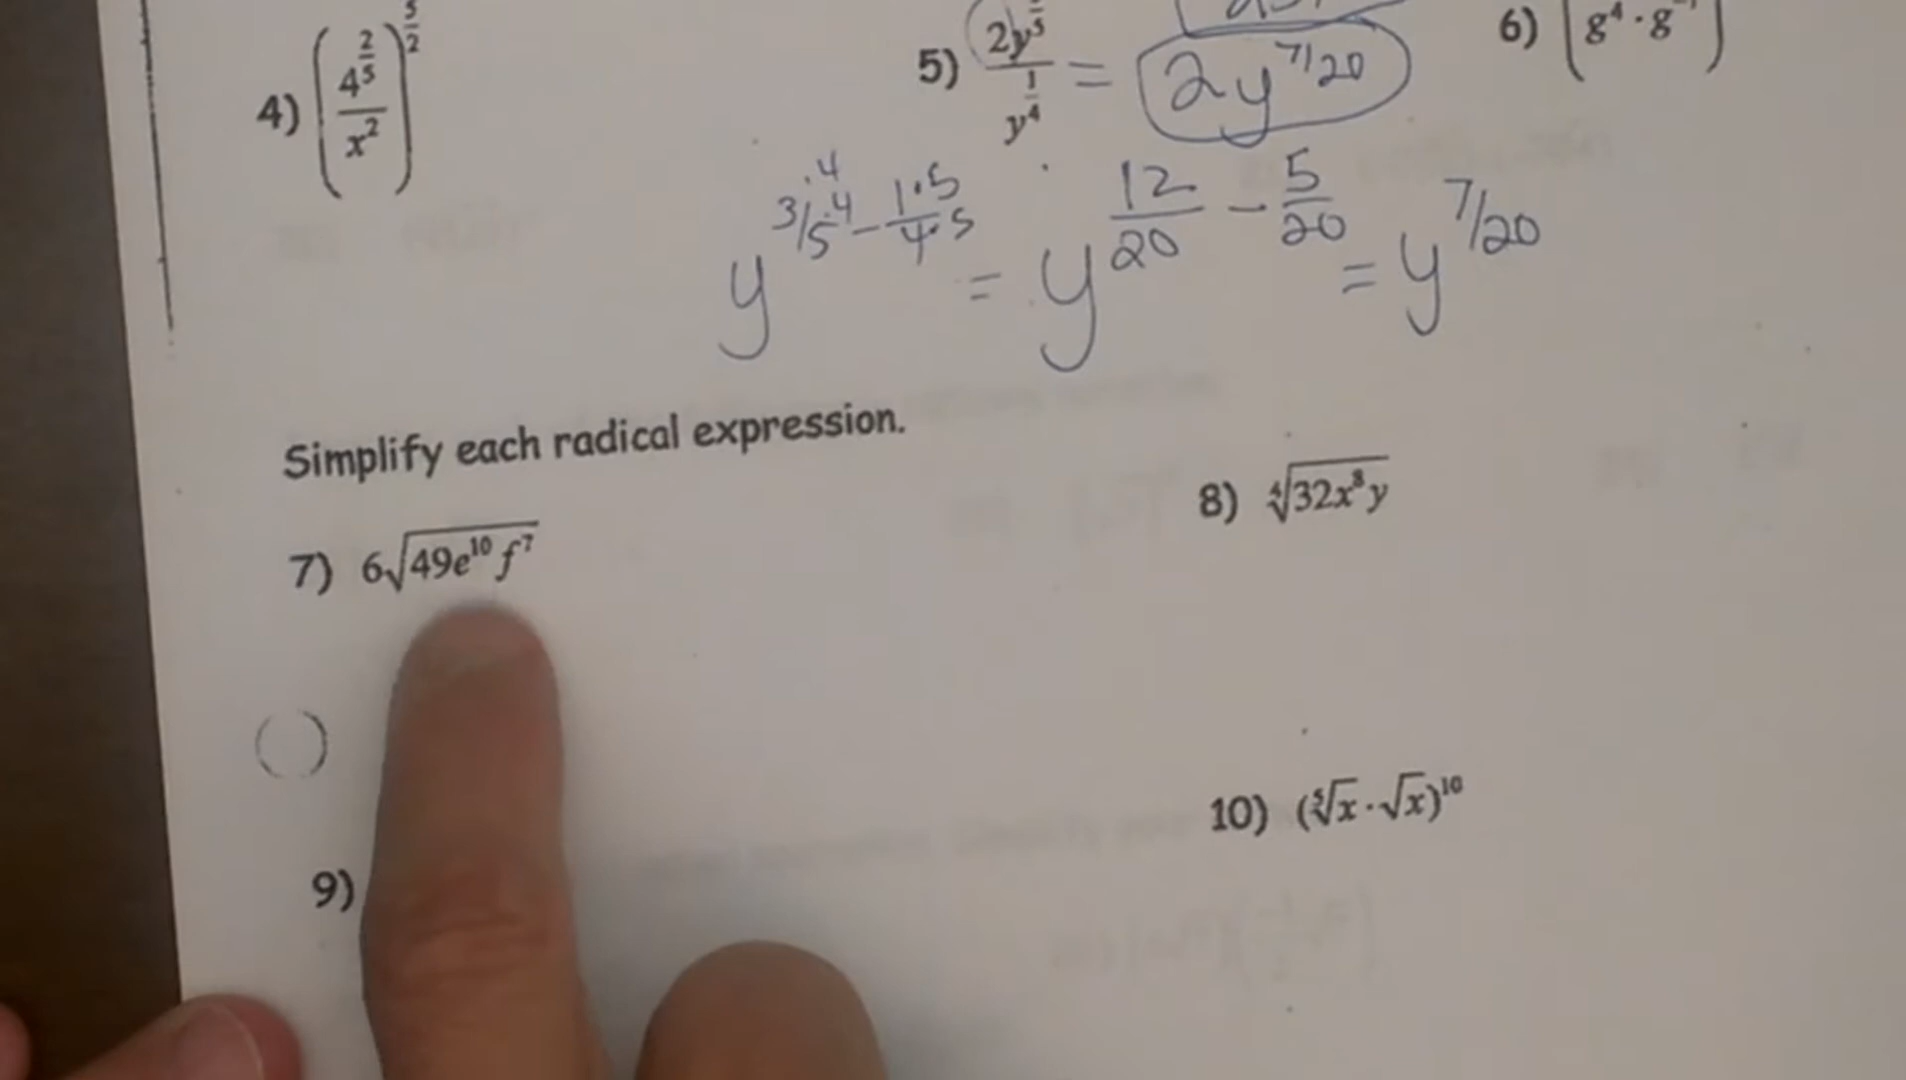 4) (4^(2/5)/x^2)^(5/2)
5) 2y^(3/5)/y^(1/4) = 2y^(7/20)
6) (g^4 · g
y^(3/5·4/·4 − 1·5/4·5) = y^(12/20 − 5/20) = y^(7/20)
Simplify each radical expression.
7) 6√(49e^10 f^7)
8) ∜(32x^8y)
( )
10) (⁵√x · √x)^10
9)